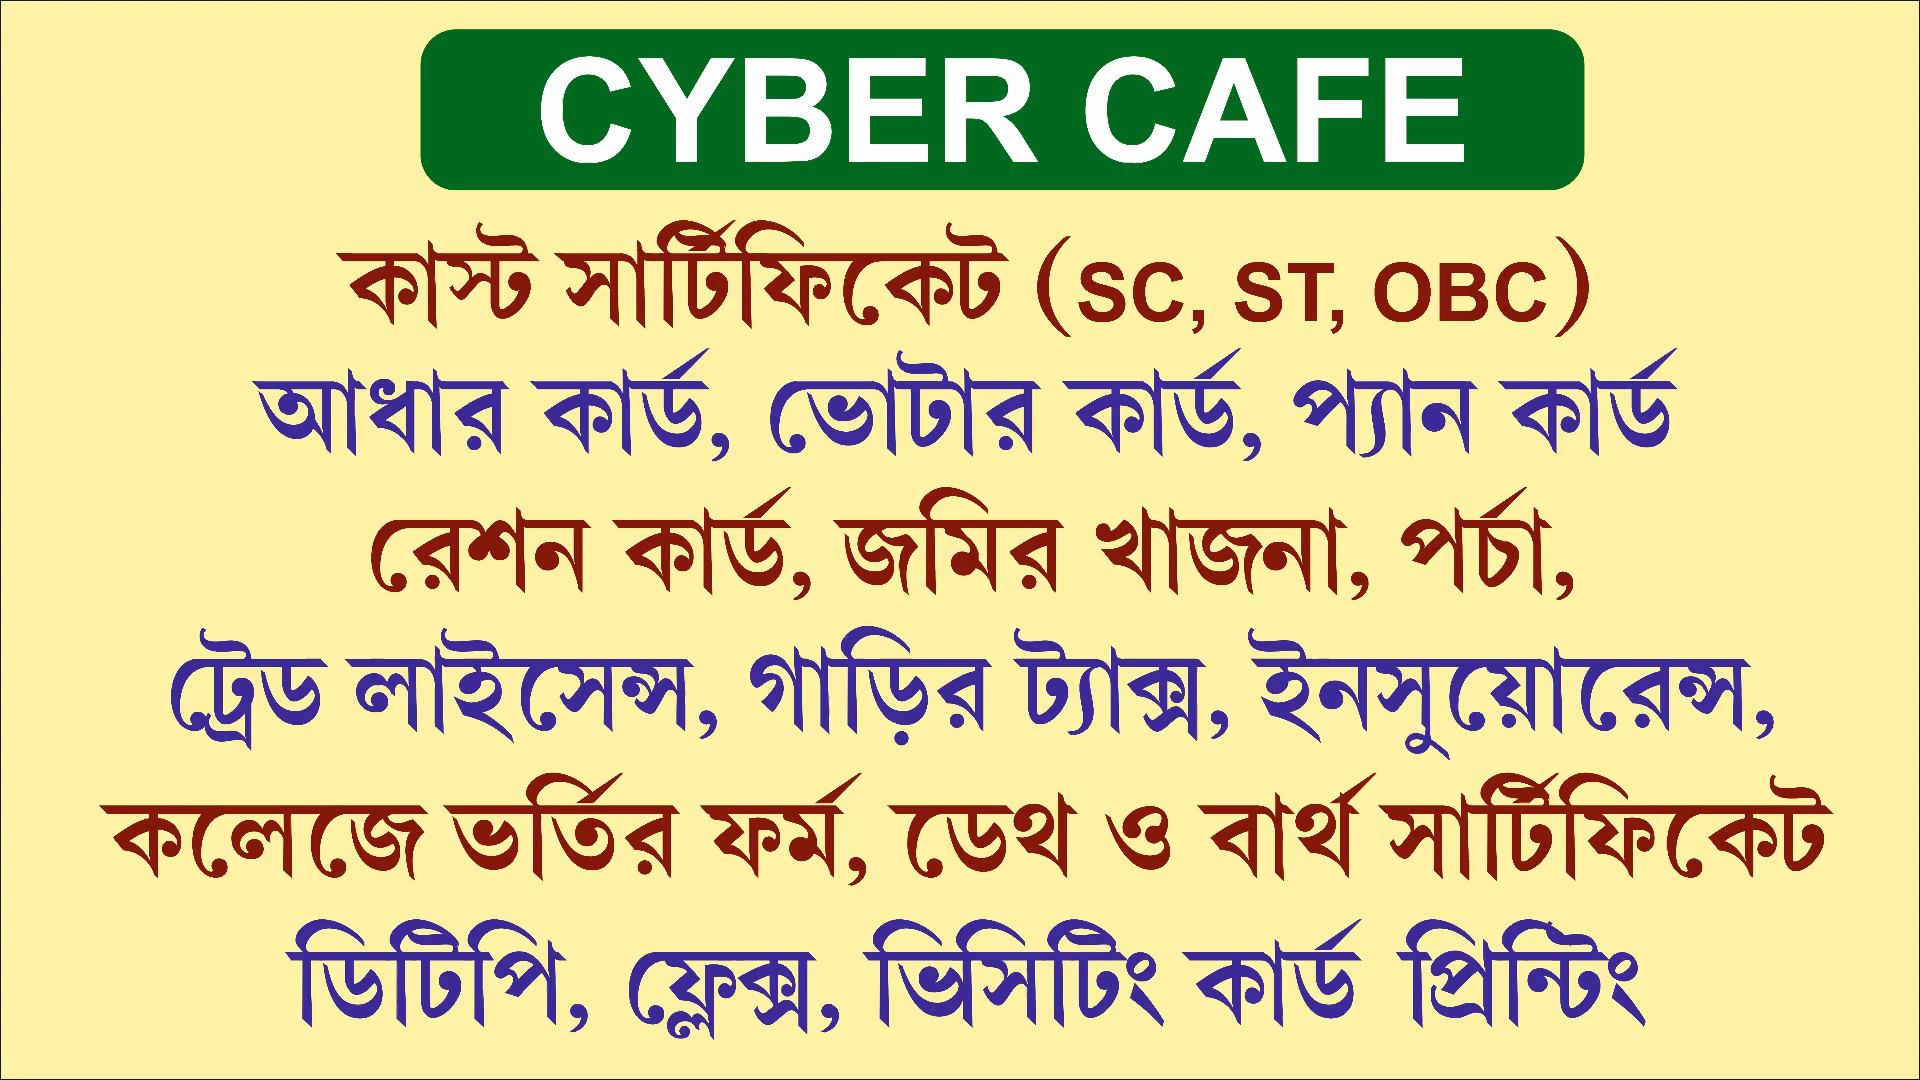 CYBER CAFE
কাস্ট সার্টিফিকেট (SC, ST, OBC)
আধার কার্ড, ভোটার কার্ড, প্যান কার্ড
রেশন কার্ড, জমির খাজনা, পর্চা,
ট্রেড লাইসেন্স, গাড়ির ট্যাক্স, ইনসুয়োরেন্স,
কলেজে ভর্তির ফর্ম, ডেথ ও বার্থ সার্টিফিকেট
ডিটিপি, ফ্লেক্স, ভিসিটিং কার্ড প্রিন্টিং